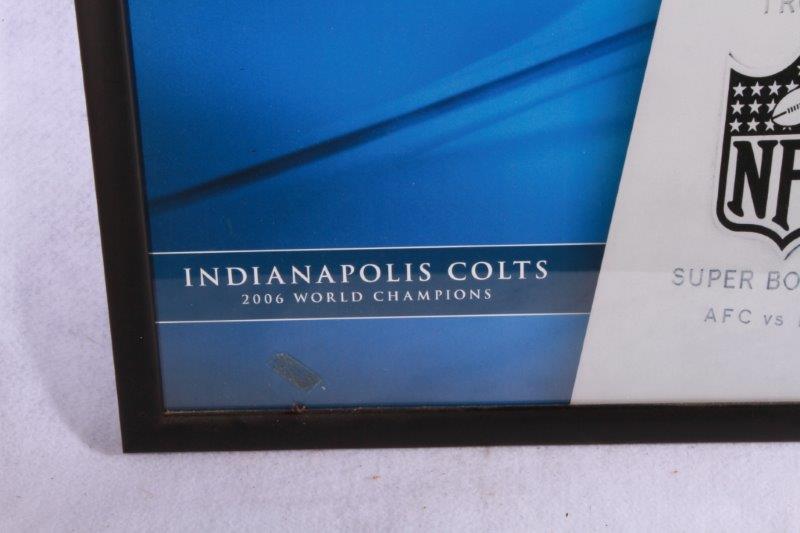 INDIANAPOLIS COLTS
2006 WORLD CHAMPIONS
SUPER
AFC vs